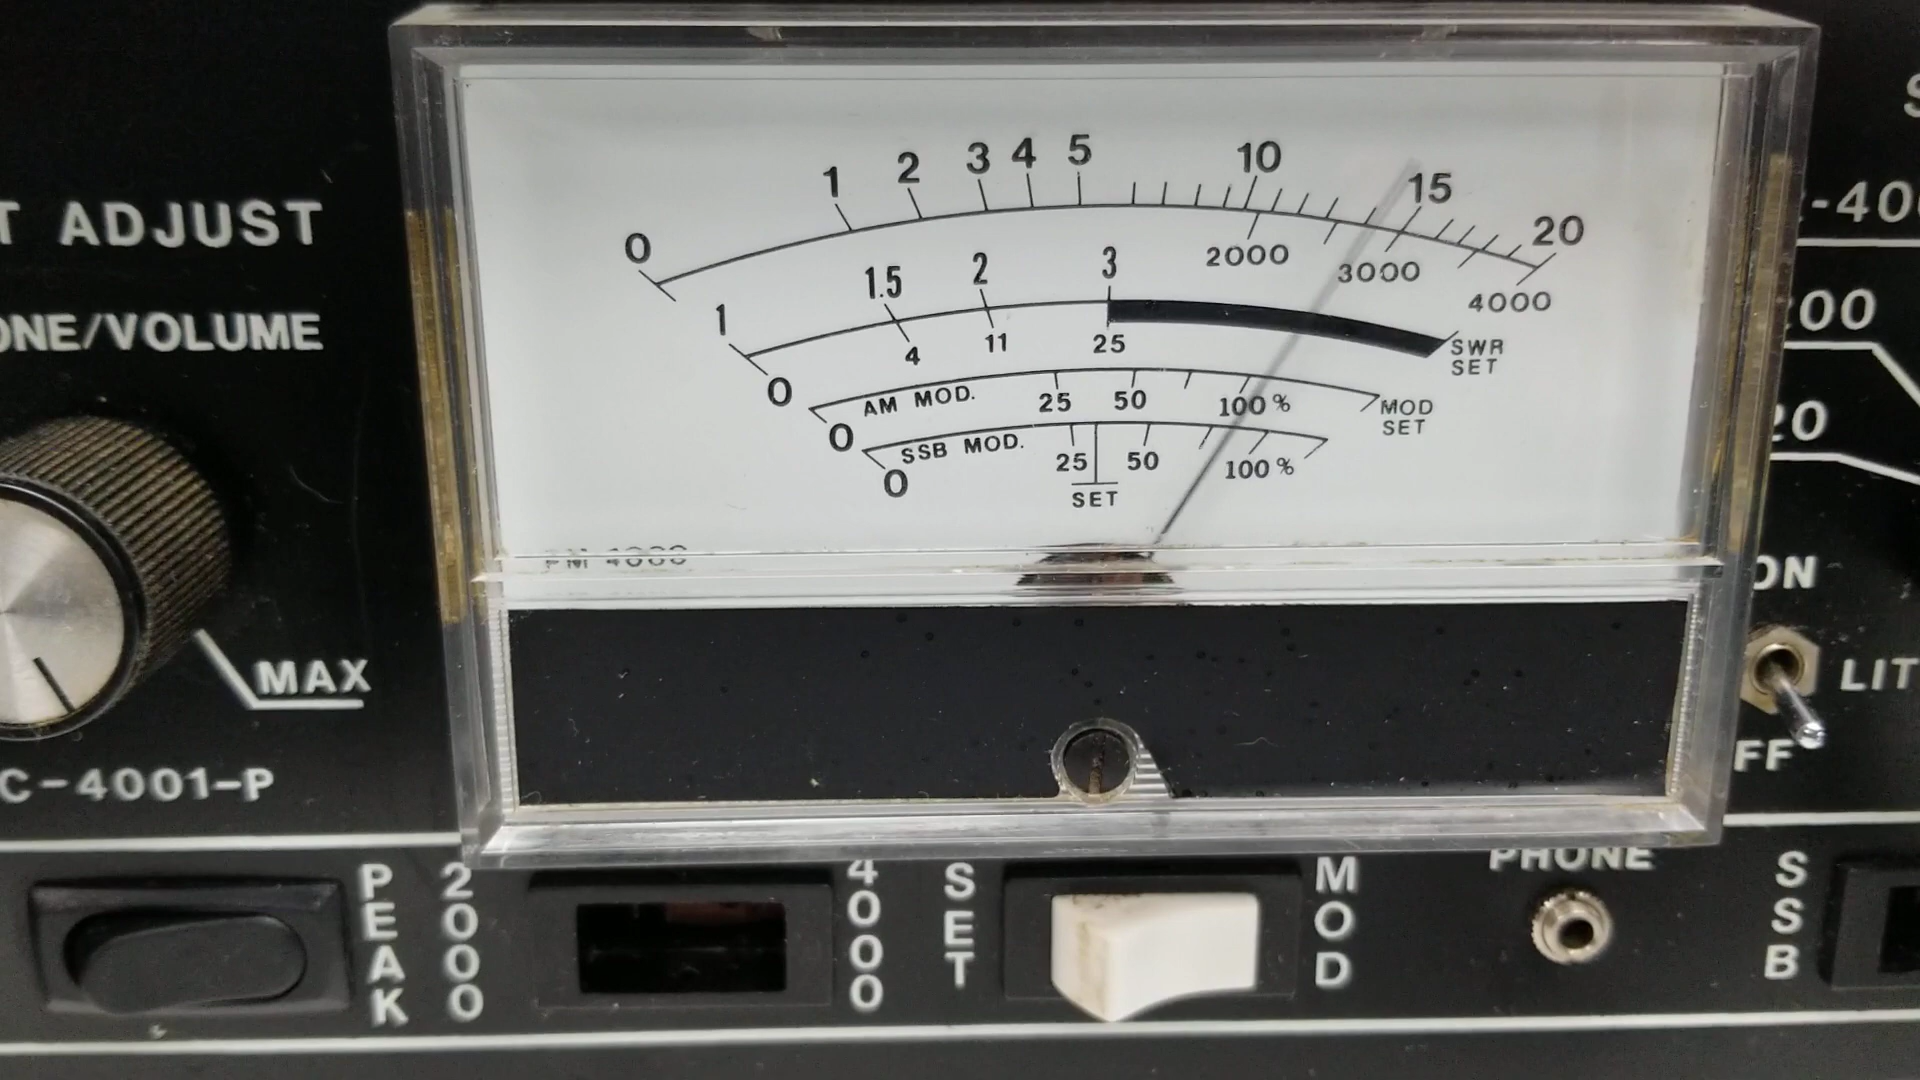 T ADJUST
ONE/VOLUME
MAX
C-4001-P
0 1 2 3 4 5 10 15 20
2000 3000 4000
1 1.5 2 3 SWR SET
0 4 11 25
0 AM MOD. 25 50 100% MOD SET
0 SSB MOD. 25 50 100%
SET
PM 4000
S
-400
200
20
ON
LIT
FF
PEAK
2000
4000
SET
MOD
PHONE
SSB